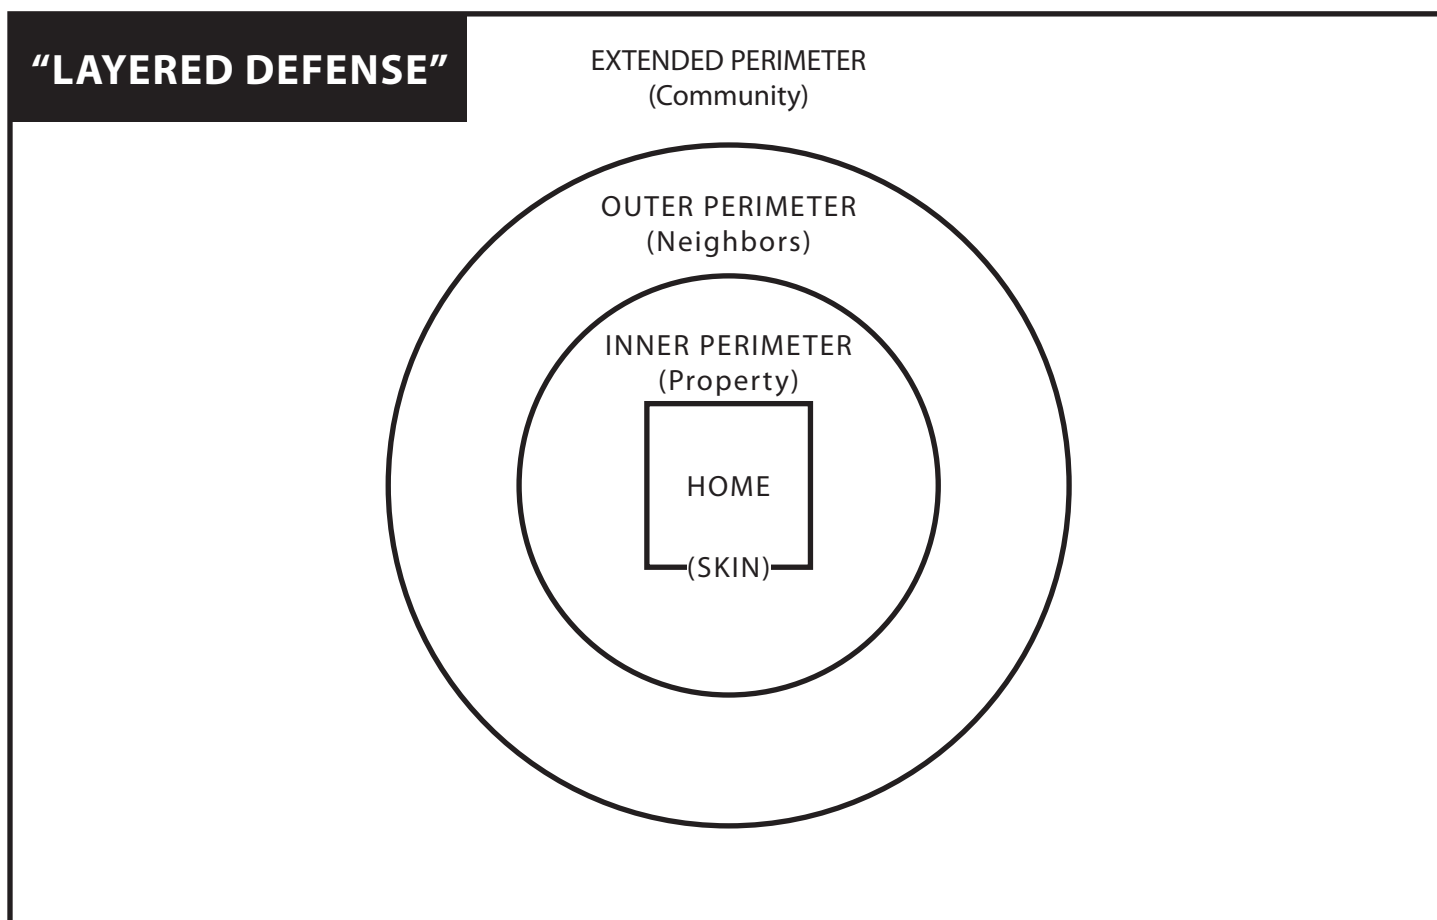 “LAYERED DEFENSE”
EXTENDED PERIMETER
(Community)
OUTER PERIMETER
(Neighbors)
INNER PERIMETER
(Property)
HOME
(SKIN)